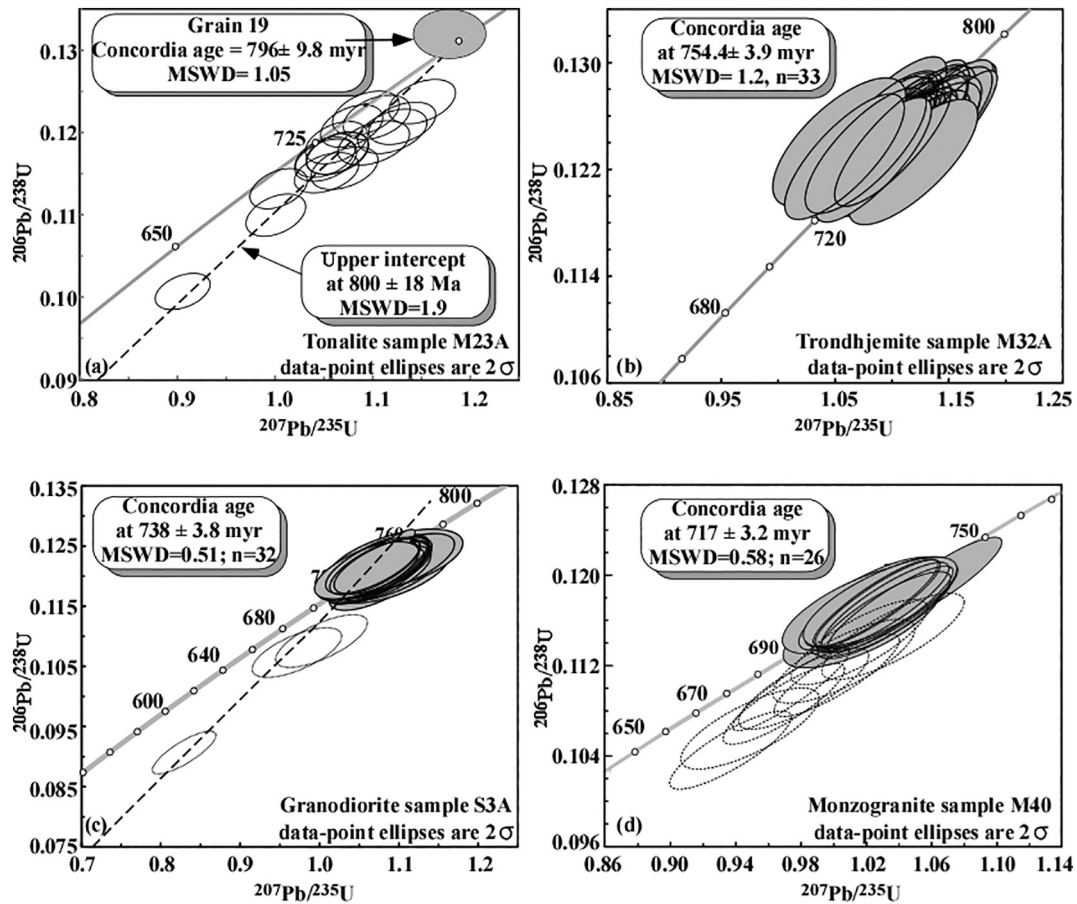 0.13
0.12
0.11
0.10
0.09
206Pb/238U
Grain 19
Concordia age = 796± 9.8 myr
MSWD= 1.05
725
650
Upper intercept
at 800 ± 18 Ma
MSWD=1.9
Tonalite sample M23A
(a)
data-point ellipses are 2 σ
0.8
0.9
1.0
1.1
1.2
207Pb/235U
0.130
0.122
0.114
0.106
206Pb/238U
Concordia age
at 754.4± 3.9 myr
MSWD= 1.2, n=33
800
720
680
Trondhjemite sample M32A
(b)
data-point ellipses are 2 σ
0.85
0.95
1.05
1.15
1.25
207Pb/235U
0.135
0.125
0.115
0.105
0.095
0.085
0.075
206Pb/238U
Concordia age
at 738 ± 3.8 myr
MSWD=0.51; n=32
800
760
680
640
600
Granodiorite sample S3A
(c)
data-point ellipses are 2 σ
0.7
0.8
0.9
1.0
1.1
1.2
207Pb/235U
0.128
0.120
0.112
0.104
0.096
206Pb/238U
Concordia age
at 717 ± 3.2 myr
MSWD=0.58; n=26
750
690
670
650
Monzogranite sample M40
(d)
data-point ellipses are 2 σ
0.86
0.90
0.94
0.98
1.02
1.06
1.10
1.14
207Pb/235U